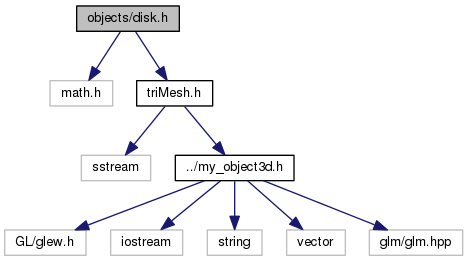 objects/disk.h
math.h
triMesh.h
sstream
../my_object3d.h
GL/glew.h
iostream
string
vector
glm/glm.hpp